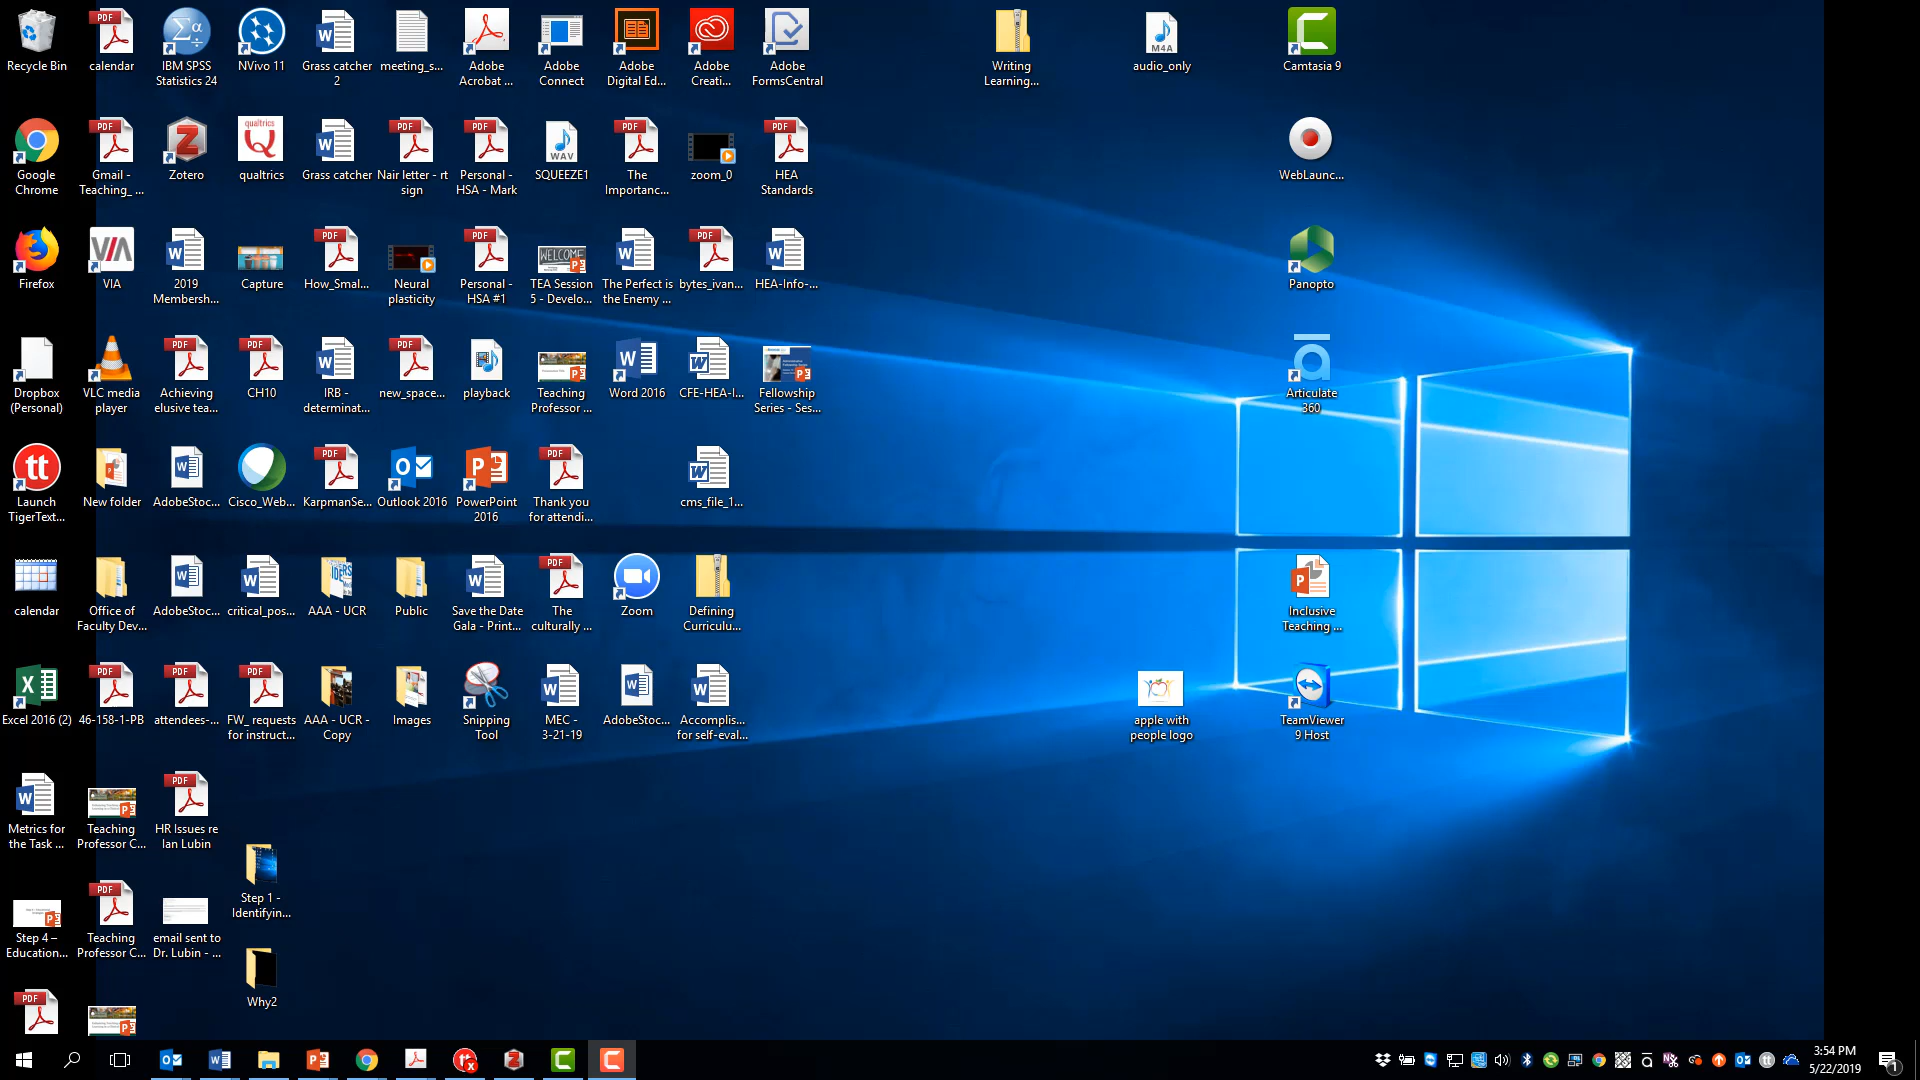 Recycle Bin
calendar
IBM SPSS
Statistics 24
NVivo 11
Grass catcher
2
meeting_s...
Adobe
Acrobat ...
Adobe
Connect
Adobe
Digital Ed...
Adobe
Creati...
Adobe
FormsCentral
Writing
Learning...
M4A
audio_only
Camtasia 9
Google
Chrome
Gmail -
Teaching_ ...
Zotero
qualtrics
qualtrics
Grass catcher
Nair letter - rt
sign
Personal -
HSA - Mark
WAV
SQUEEZE1
The
Importanc...
zoom_0
HEA
Standards
WebLaunc...
Firefox
VIA
VIA
2019
Membersh...
Capture
How_Smal...
Neural
plasticity
Personal -
HSA #1
WELCOME
TEA Session
5 - Develo...
The Perfect is
the Enemy ...
bytes_ivan...
HEA-Info-...
Panopto
Dropbox
(Personal)
VLC media
player
Achieving
elusive tea...
CH10
IRB -
determinat...
new_space...
playback
Teaching
Professor ...
Word 2016
CFE-HEA-I...
Fellowship
Series - Ses...
Articulate
360
tt
Launch
TigerText...
New folder
AdobeStoc...
Cisco_Web...
KarpmanSe...
Outlook 2016
PowerPoint
2016
Thank you
for attendi...
cms_file_1...
calendar
Office of
Faculty Dev...
AdobeStoc...
critical_pos...
AAA - UCR
Public
Save the Date
Gala - Print...
The
culturally ...
Zoom
Defining
Curriculu...
Inclusive
Teaching ...
Excel 2016 (2)
46-158-1-PB
attendees-...
FW_ requests
for instruct...
AAA - UCR -
Copy
Images
Snipping
Tool
MEC -
3-21-19
AdobeStoc...
Accomplis...
for self-eval...
apple with
people logo
TeamViewer
9 Host
Metrics for
the Task ...
Teaching
Professor C...
HR Issues re
Ian Lubin
Step 1 -
Identifyin...
Step 4 –
Education...
Teaching
Professor C...
email sent to
Dr. Lubin - ...
Why2
PDF
3:54 PM
5/22/2019
1